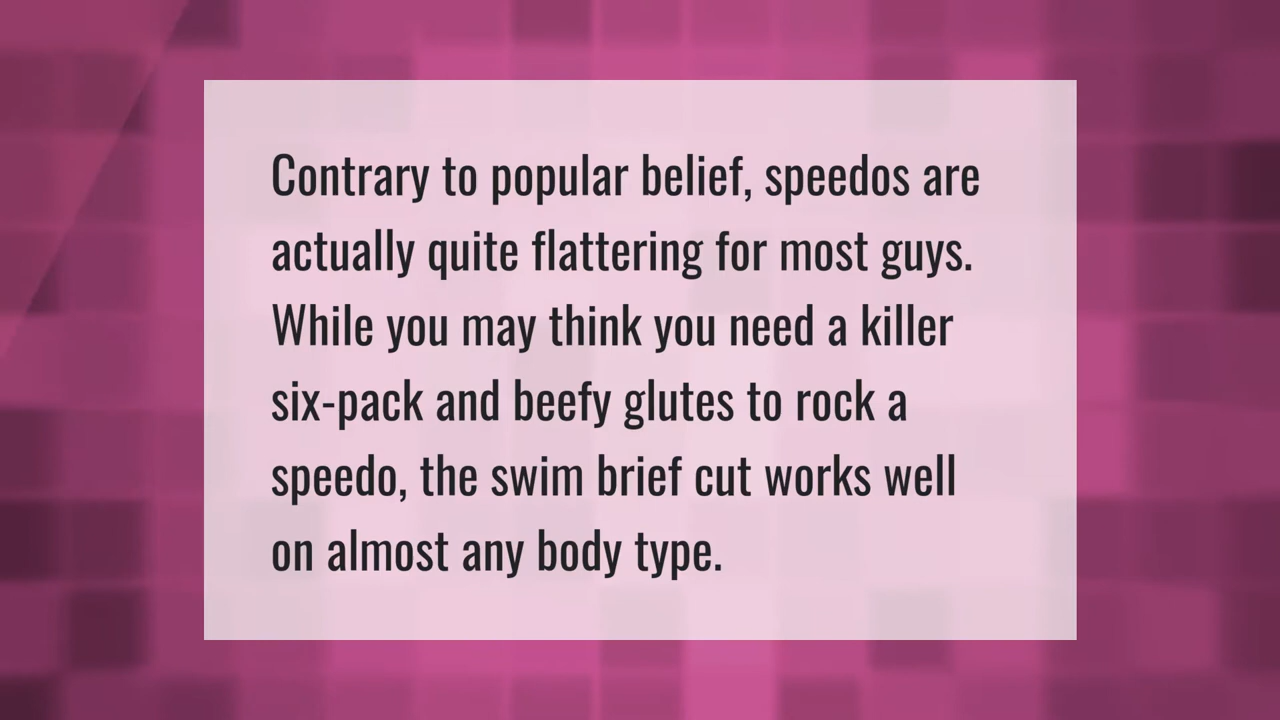 Contrary to popular belief, speedos are
actually quite flattering for most guys.
While you may think you need a killer
six-pack and beefy glutes to rock a
speedo, the swim brief cut works well
on almost any body type.